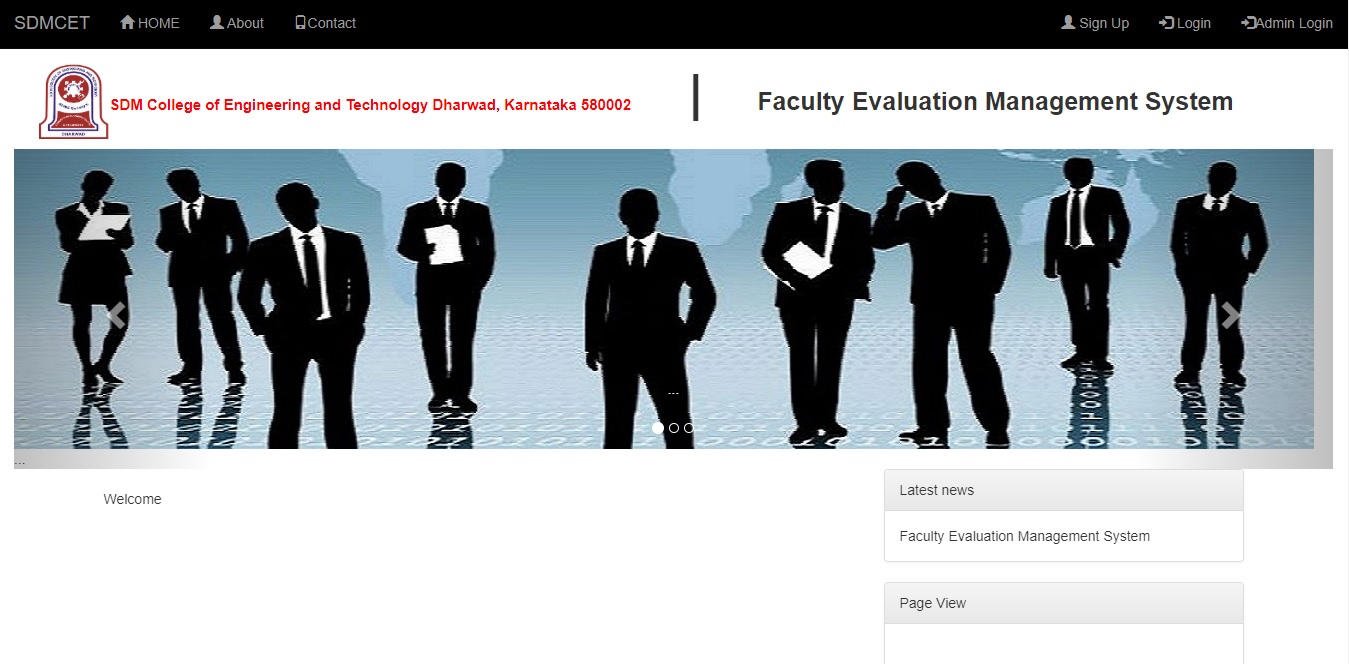 SDMCET HOME About Contact Sign Up Login Admin Login
SDM College of Engineering and Technology Dharwad, Karnataka 580002 | Faculty Evaluation Management System
DHARWAD
...
...
Welcome
Latest news
Faculty Evaluation Management System
Page View